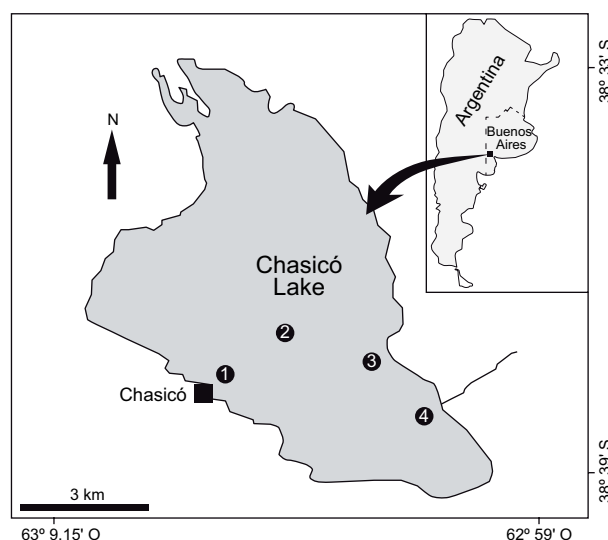 Argentina
Buenos
Aires
38º 33' S
N
Chasicó
Lake
2
3
1
Chasicó
4
3 km
38º 39' S
63º 9.15' O
62º 59' O